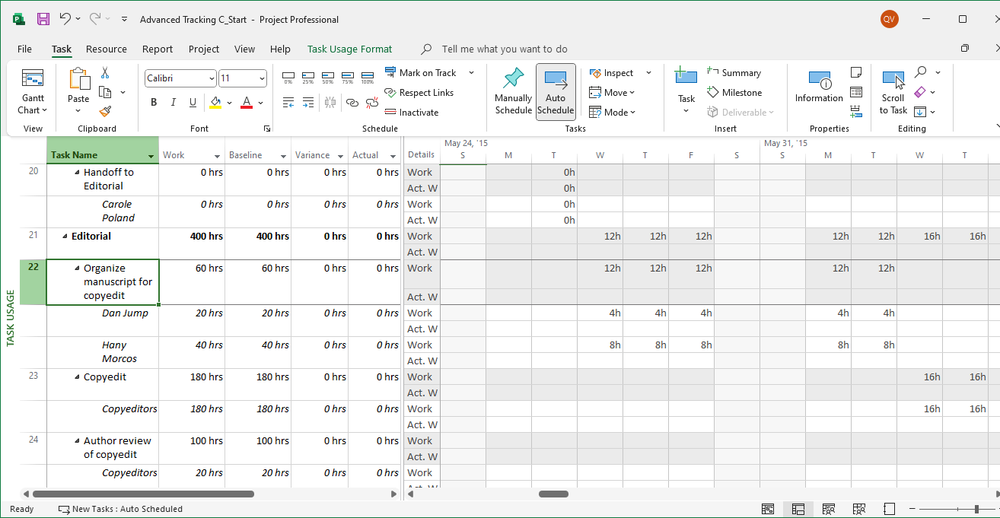 Advanced Tracking C_Start - Project Professional
QV
File Task Resource Report Project View Help Task Usage Format Tell me what you want to do
Gantt Chart
Paste
Calibri 11
B I U A
0% 25% 50% 75% 100%
Mark on Track
Respect Links
Inactivate
Manually Schedule
Auto Schedule
Inspect
Move
Mode
Task
Summary
Milestone
Deliverable
Information
Scroll to Task
View Clipboard Font Schedule Tasks Insert Properties Editing
May 24, '15 May 31, '15
Task Name Work Baseline Variance Actual Details S M T W T F S S M T W T
20 Handoff to Editorial 0 hrs 0 hrs 0 hrs 0 hrs Work 0h
Act. W 0h
Carole Poland 0 hrs 0 hrs 0 hrs 0 hrs Work 0h
Act. W 0h
21 Editorial 400 hrs 400 hrs 0 hrs 0 hrs Work 12h 12h 12h 12h 12h 16h 16h
Act. W
22 Organize manuscript for copyedit 60 hrs 60 hrs 0 hrs 0 hrs Work 12h 12h 12h 12h 12h
Act. W
Dan Jump 20 hrs 20 hrs 0 hrs 0 hrs Work 4h 4h 4h 4h 4h
Act. W
Hany Morcos 40 hrs 40 hrs 0 hrs 0 hrs Work 8h 8h 8h 8h 8h
Act. W
23 Copyedit 180 hrs 180 hrs 0 hrs 0 hrs Work 16h 16h
Act. W
Copyeditors 180 hrs 180 hrs 0 hrs 0 hrs Work 16h 16h
Act. W
24 Author review of copyedit 100 hrs 100 hrs 0 hrs 0 hrs Work
Act. W
Copyeditors 20 hrs 20 hrs 0 hrs 0 hrs Work
TASK USAGE
Ready New Tasks : Auto Scheduled